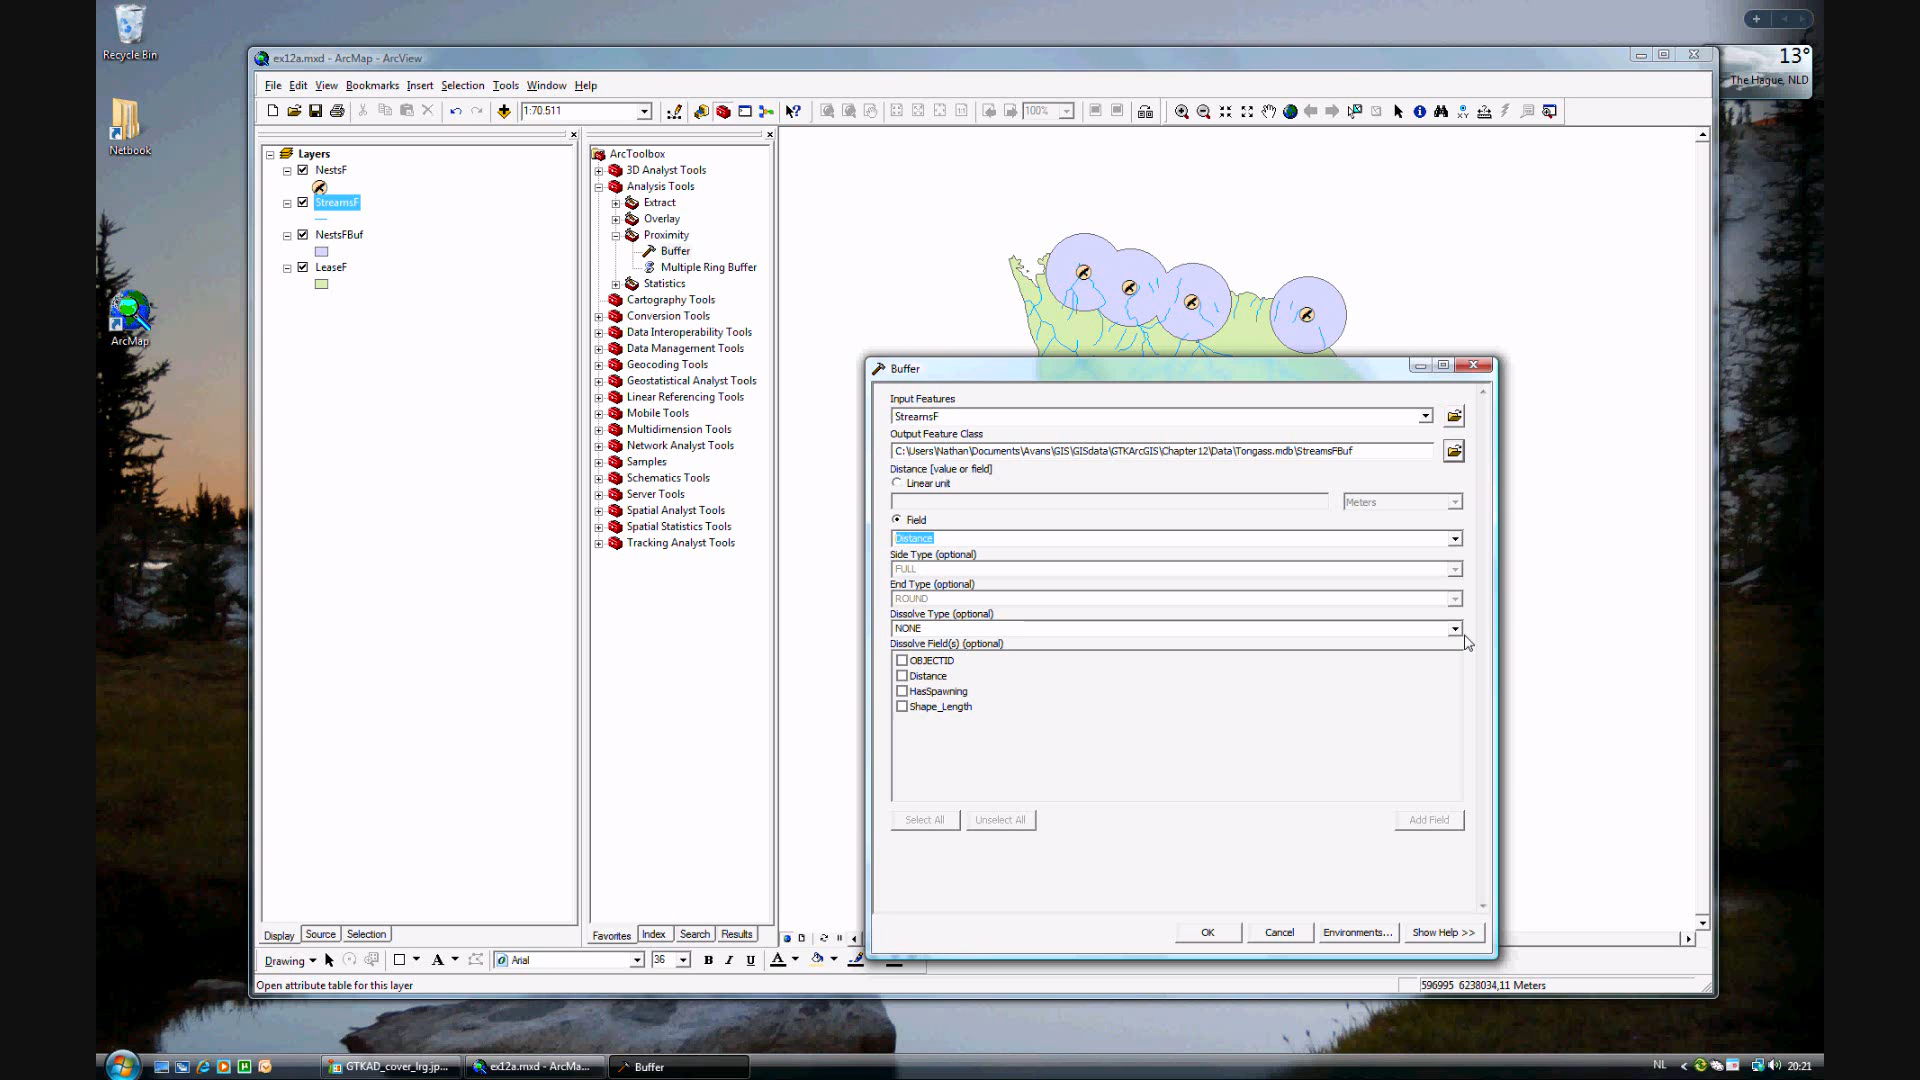 Recycle Bin
Netbook
ArcMap
13°
The Hague, NLD
ex12a.mxd - ArcMap - ArcView
File Edit View Bookmarks Insert Selection Tools Window Help
1:70.511
100%
Layers
NestsF
StreamsF
NestsFBuf
LeaseF
Display Source Selection
ArcToolbox
3D Analyst Tools
Analysis Tools
Extract
Overlay
Proximity
Buffer
Multiple Ring Buffer
Statistics
Cartography Tools
Conversion Tools
Data Interoperability Tools
Data Management Tools
Geocoding Tools
Geostatistical Analyst Tools
Linear Referencing Tools
Mobile Tools
Multidimension Tools
Network Analyst Tools
Samples
Schematics Tools
Server Tools
Spatial Analyst Tools
Spatial Statistics Tools
Tracking Analyst Tools
Favorites Index Search Results
Buffer
Input Features
StreamsF
Output Feature Class
C:\Users\Nathan\Documents\Avans\GIS\GISdata\GTKArcGIS\Chapter12\Data\Tongass.mdb\StreamsFBuf
Distance [value or field]
Linear unit
Meters
Field
Distance
Side Type (optional)
FULL
End Type (optional)
ROUND
Dissolve Type (optional)
NONE
Dissolve Field(s) (optional)
OBJECTID
Distance
HasSpawning
Shape_Length
Select All Unselect All Add Field
OK Cancel Environments... Show Help >>
Drawing A Arial 36 B I U A
Open attribute table for this layer
596995 6238034,11 Meters
GTKAD_cover_lrg.jp... ex12a.mxd - ArcMa... Buffer
NL < 20:21